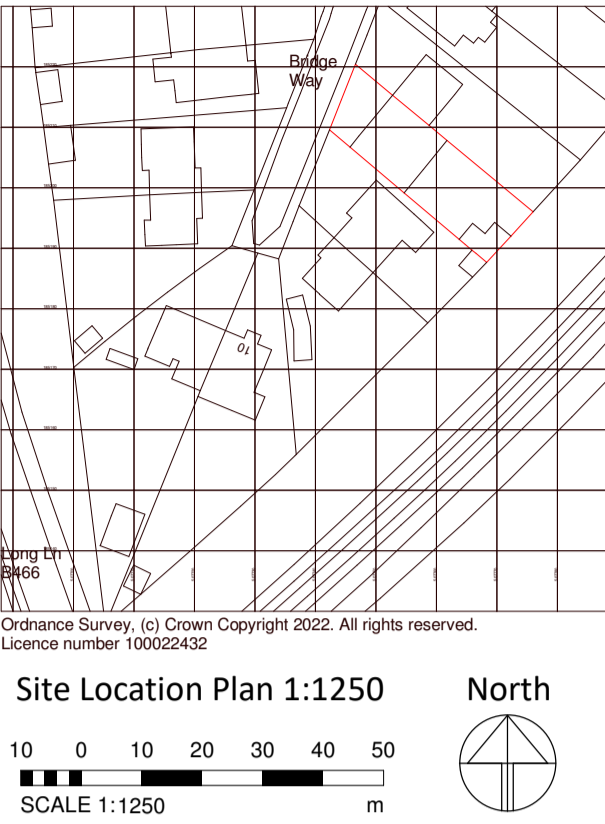 Bridge
Way
10
Long Ln
B466
Ordnance Survey, (c) Crown Copyright 2022. All rights reserved.
Licence number 100022432
Site Location Plan 1:1250
North
10 0 10 20 30 40 50
SCALE 1:1250 m